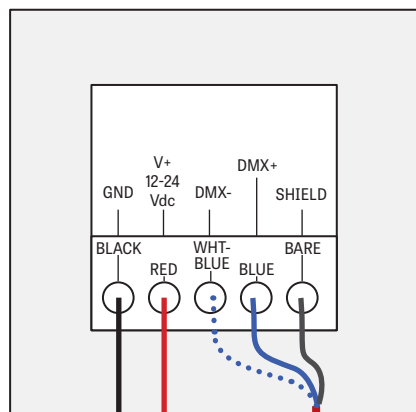 GND
V+
12-24
Vdc
DMX-
DMX+
SHIELD
BLACK
RED
WHT-
BLUE
BLUE
BARE